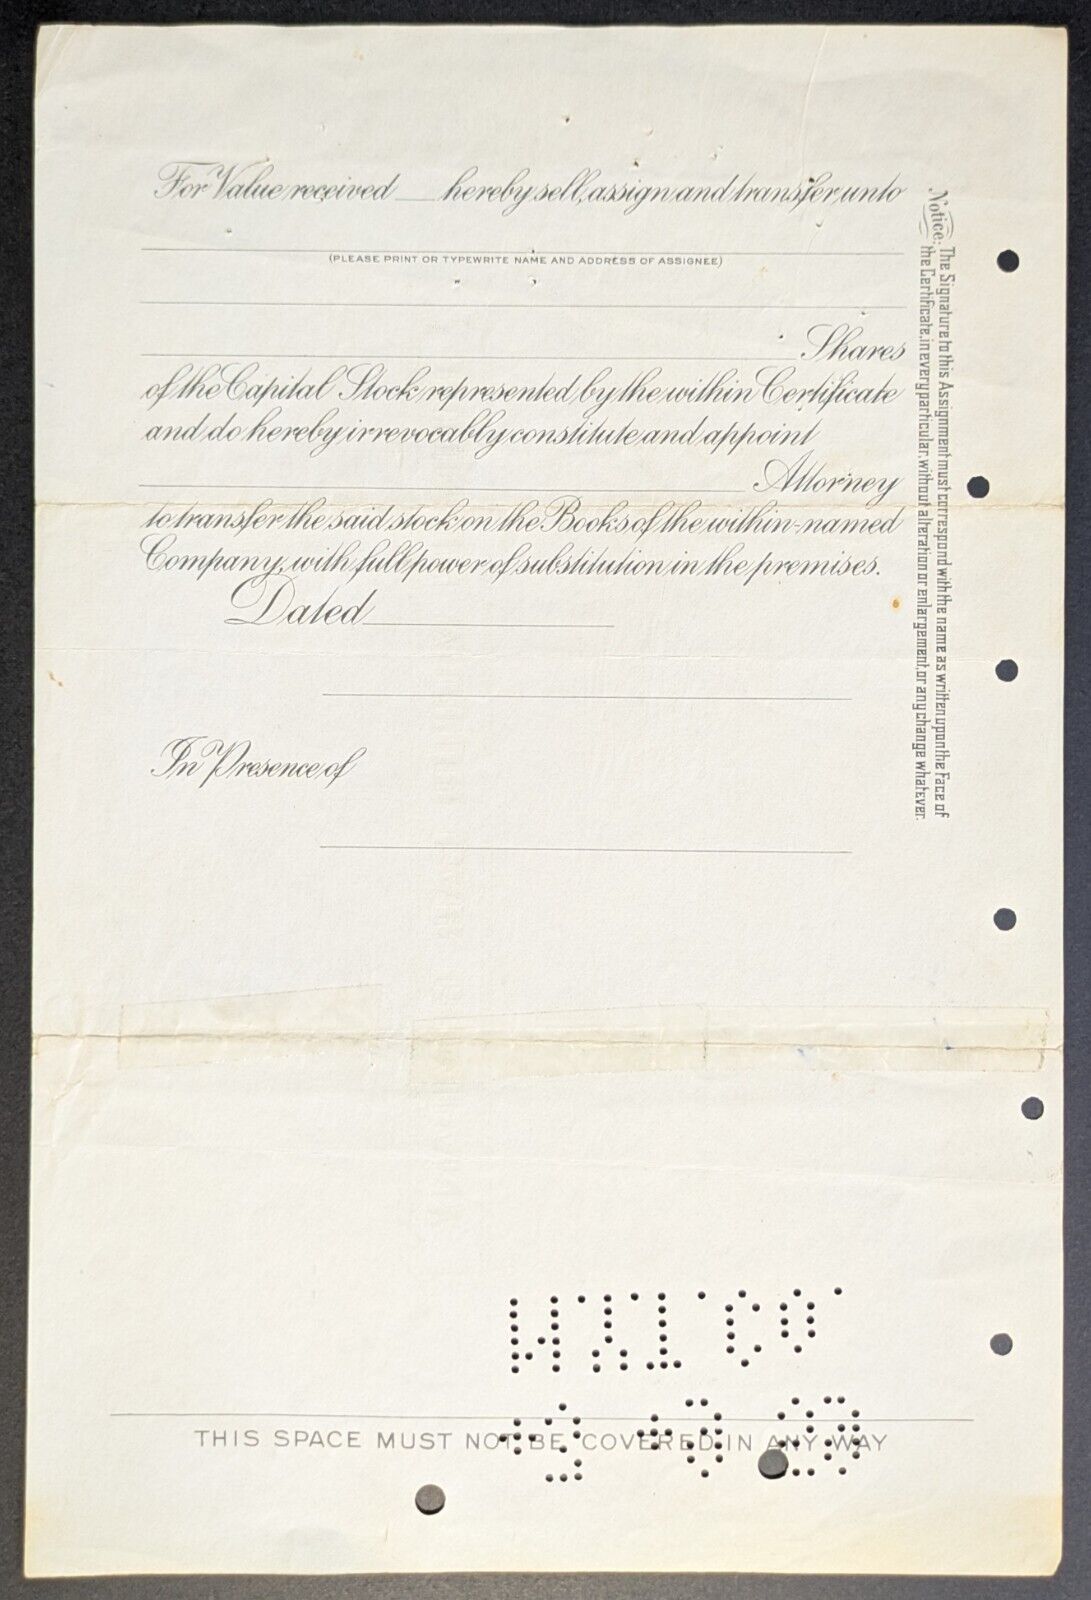 For Value received ___ hereby sell, assign and transfer unto
(PLEASE PRINT OR TYPEWRITE NAME AND ADDRESS OF ASSIGNEE)
Shares
of the Capital Stock represented by the within Certificate
and do hereby irrevocably constitute and appoint
Attorney
to transfer the said stock on the Books of the within-named
Company, with full power of substitution in the premises.
Dated
In Presence of
Notice: The Signature to this Assignment must correspond with the name as written upon the Face of
the Certificate, in every particular, without alteration or enlargement, or any change whatever.
THIS SPACE MUST NOT BE COVERED IN ANY WAY